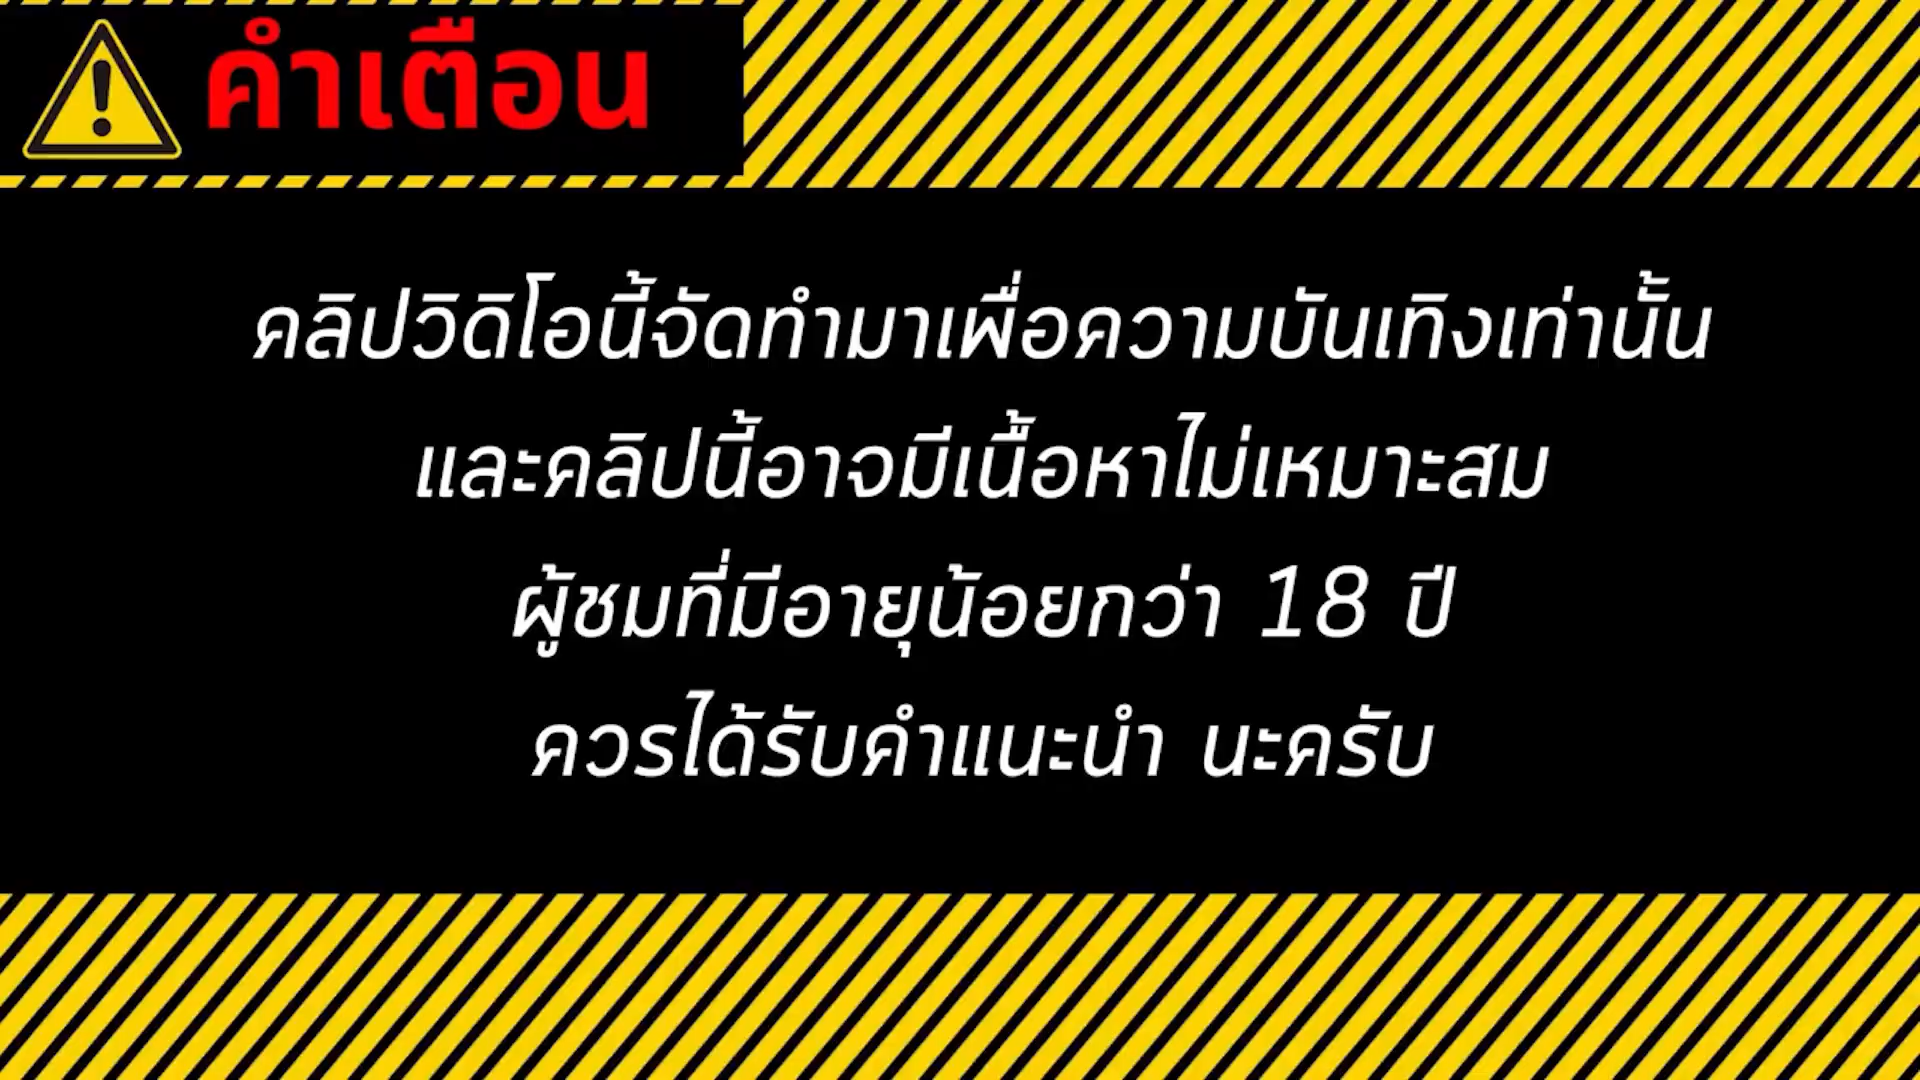 คำเตือน
คลิปวิดิโอนี้จัดทำมาเพื่อความบันเทิงเท่านั้น
และคลิปนี้อาจมีเนื้อหาไม่เหมาะสม
ผู้ชมที่มีอายุน้อยกว่า 18 ปี
ควรได้รับคำแนะนำ นะครับ